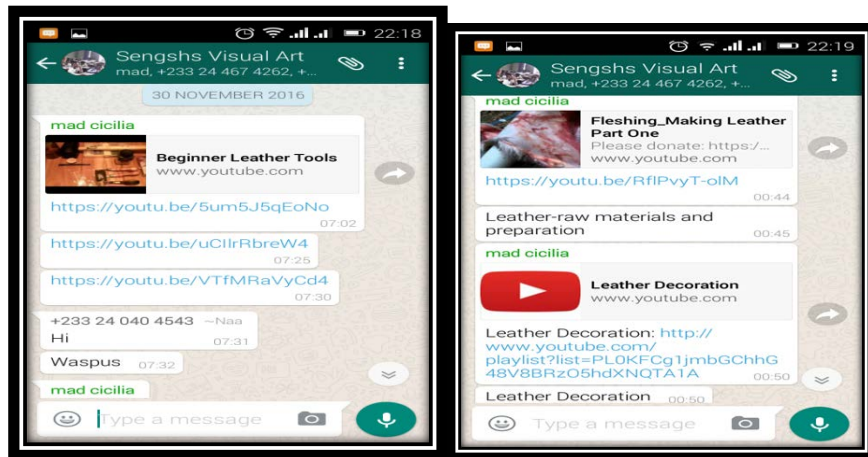 22:18
Sengshs Visual Art
mad, +233 24 467 4262, +...
30 NOVEMBER 2016
mad cicilia
Beginner Leather Tools
www.youtube.com
https://youtu.be/5um5J5qEoNo
07:02
https://youtu.be/uCIlrRbreW4
07:25
https://youtu.be/VTfMRaVyCd4
07:30
+233 24 040 4543 ~Naa
Hi
07:31
Waspus 07:32
mad cicilia
Type a message
22:19
Sengshs Visual Art
mad, +233 24 467 4262, +...
mad cicilia
Fleshing_Making Leather
Part One
Please donate: https:/...
www.youtube.com
https://youtu.be/RflPvyT-olM
00:44
Leather-raw materials and
preparation 00:45
mad cicilia
Leather Decoration
www.youtube.com
Leather Decoration: http://
www.youtube.com/
playlist?list=PL0KFCg1jmbGChhG
48V8BRzO5hdXNQTA1A 00:50
Leather Decoration 00:50
Type a message